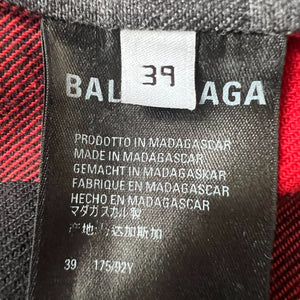 39
BAL AGA
PRODOTTO IN MADAGASCAR
MADE IN MADAGASCAR
GEMACHT IN MADAGASKAR
FABRIQUE EN MADAGASCAR
HECHO EN MADAGASCAR
マダガスカル製
产地: 马达加斯加
39 175/92Y